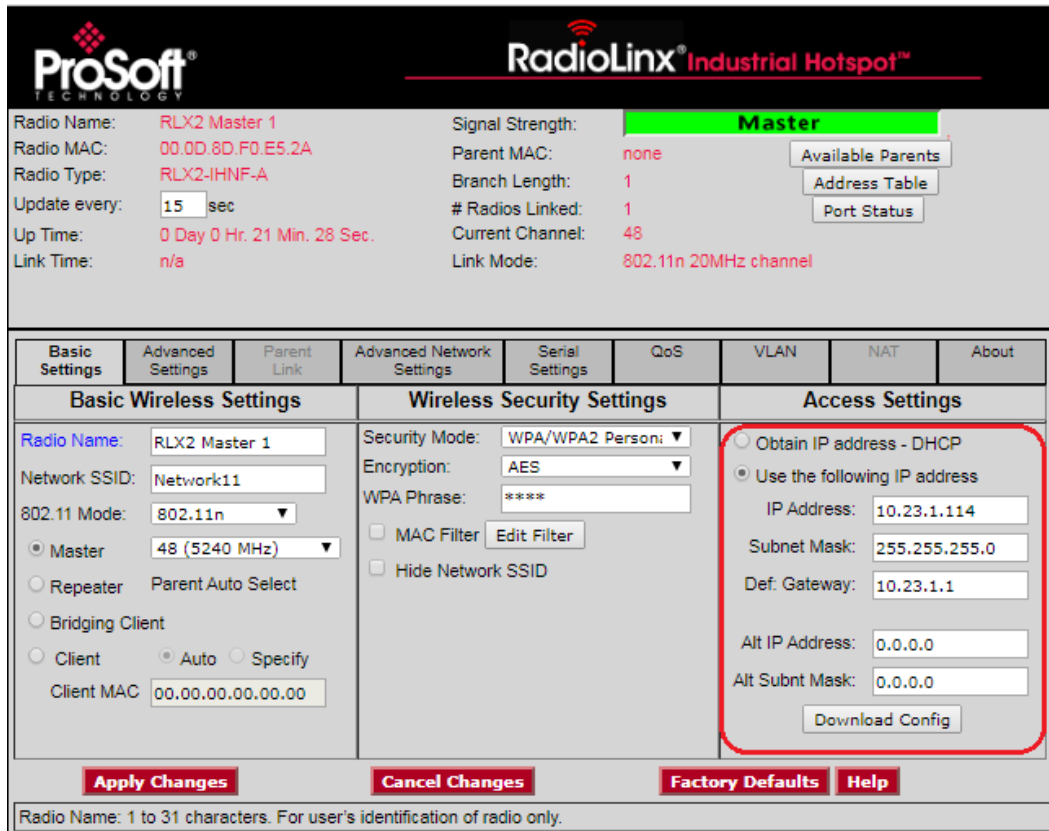 ProSoft®
TECHNOLOGY
RadioLinx® Industrial Hotspot™
Radio Name: RLX2 Master 1
Radio MAC: 00.0D.8D.F0.E5.2A
Radio Type: RLX2-IHNF-A
Update every: 15 sec
Up Time: 0 Day 0 Hr. 21 Min. 28 Sec.
Link Time: n/a
Signal Strength: Master
Parent MAC: none
Branch Length: 1
# Radios Linked: 1
Current Channel: 48
Link Mode: 802.11n 20MHz channel
Available Parents
Address Table
Port Status
Basic Settings
Advanced Settings
Parent Link
Advanced Network Settings
Serial Settings
QoS
VLAN
NAT
About
Basic Wireless Settings
Radio Name: RLX2 Master 1
Network SSID: Network11
802.11 Mode: 802.11n
Master 48 (5240 MHz)
Repeater Parent Auto Select
Bridging Client
Client Auto Specify
Client MAC 00.00.00.00.00.00
Wireless Security Settings
Security Mode: WPA/WPA2 Persona
Encryption: AES
WPA Phrase: ****
MAC Filter Edit Filter
Hide Network SSID
Access Settings
Obtain IP address - DHCP
Use the following IP address
IP Address: 10.23.1.114
Subnet Mask: 255.255.255.0
Def: Gateway: 10.23.1.1
Alt IP Address: 0.0.0.0
Alt Subnt Mask: 0.0.0.0
Download Config
Apply Changes
Cancel Changes
Factory Defaults
Help
Radio Name: 1 to 31 characters. For user's identification of radio only.